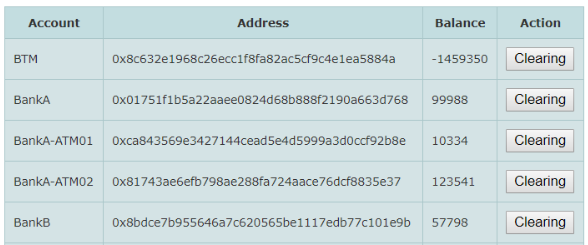 Account Address Balance Action
BTM 0x8c632e1968c26ecc1f8fa82ac5cf9c4e1ea5884a -1459350 Clearing
BankA 0x01751f1b5a22aaee0824d68b888f2190a663d768 99988 Clearing
BankA-ATM01 0xca843569e3427144cead5e4d5999a3d0ccf92b8e 10334 Clearing
BankA-ATM02 0x81743ae6efb798ae288fa724aace76dcf8835e37 123541 Clearing
BankB 0x8bdce7b955646a7c620565be1117edb77c101e9b 57798 Clearing